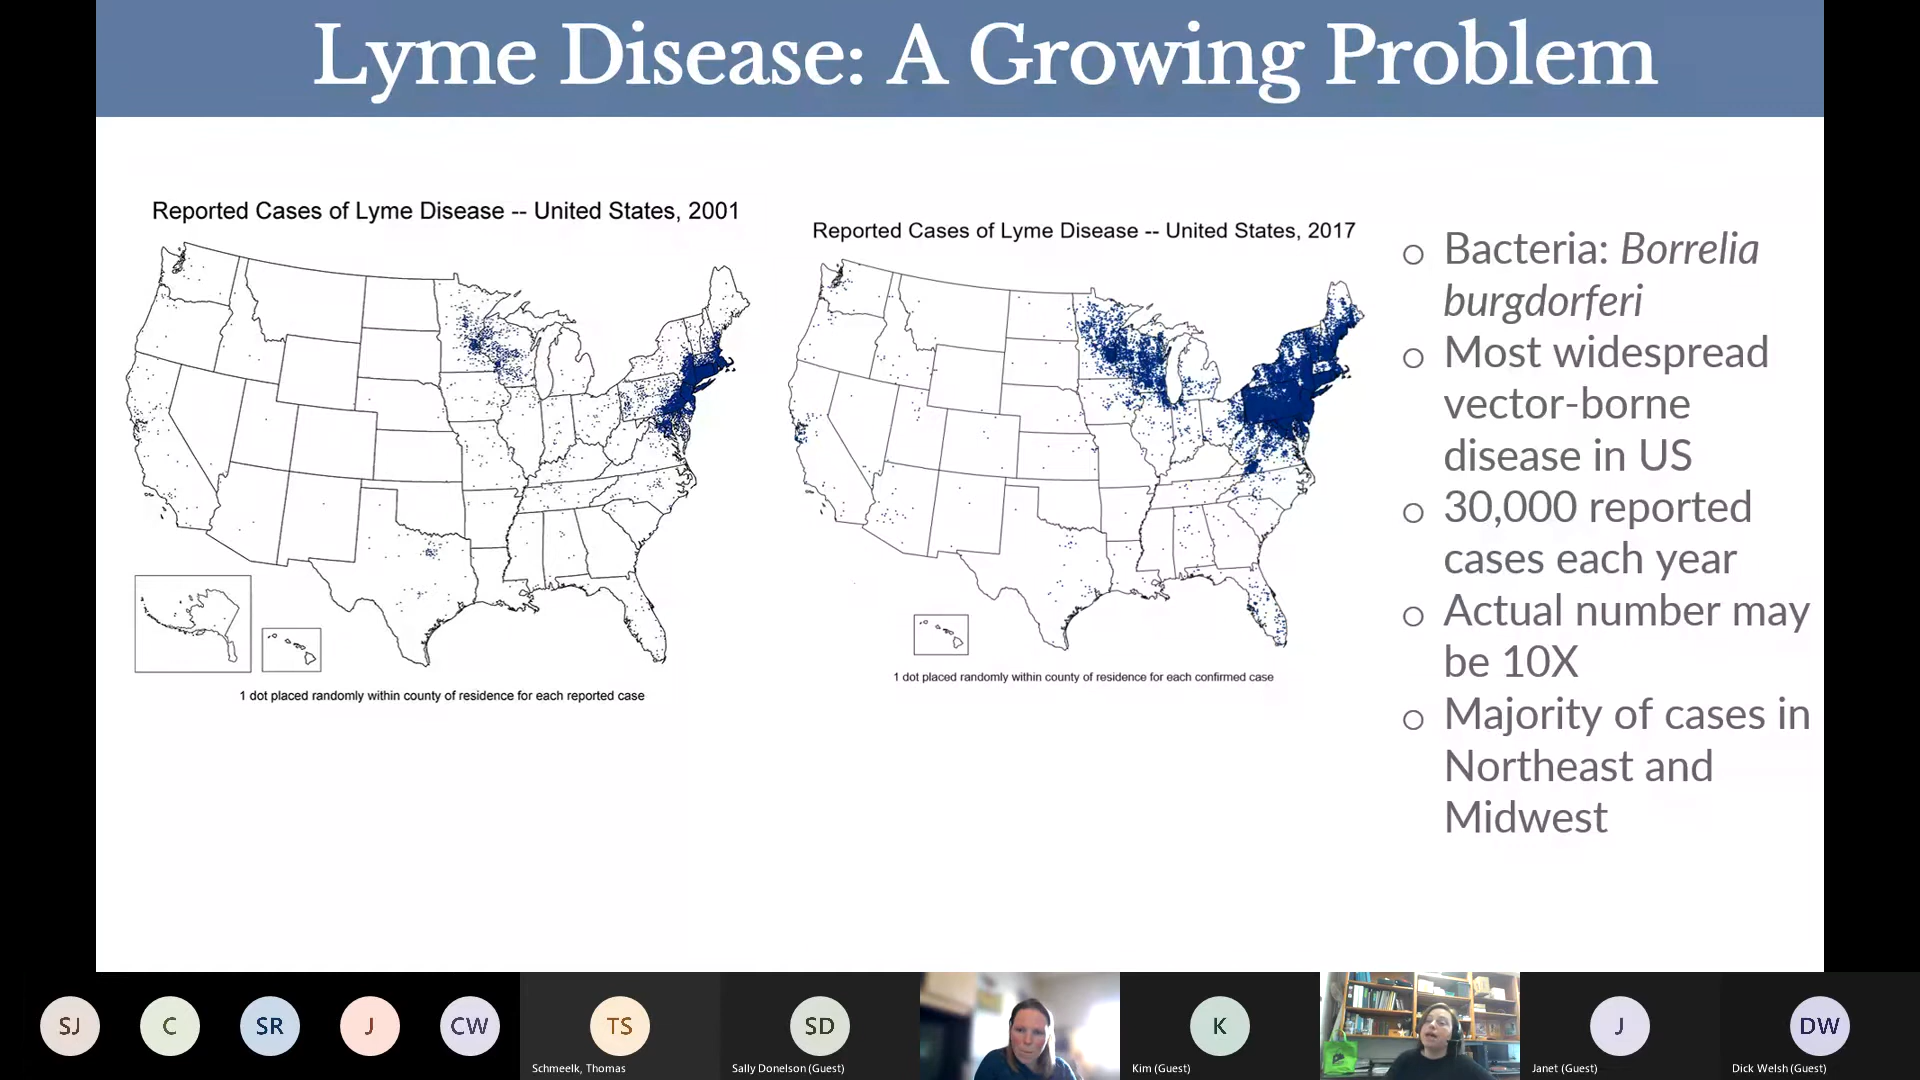 Lyme Disease: A Growing Problem
Reported Cases of Lyme Disease -- United States, 2001
1 dot placed randomly within county of residence for each reported case
Reported Cases of Lyme Disease -- United States, 2017
1 dot placed randomly within county of residence for each confirmed case
Bacteria: Borrelia
burgdorferi
Most widespread
vector-borne
disease in US
30,000 reported
cases each year
Actual number may
be 10X
Majority of cases in
Northeast and
Midwest
SJ
C
SR
J
CW
TS
Schmeelk, Thomas
SD
Sally Donelson (Guest)
K
Kim (Guest)
J
Janet (Guest)
DW
Dick Welsh (Guest)